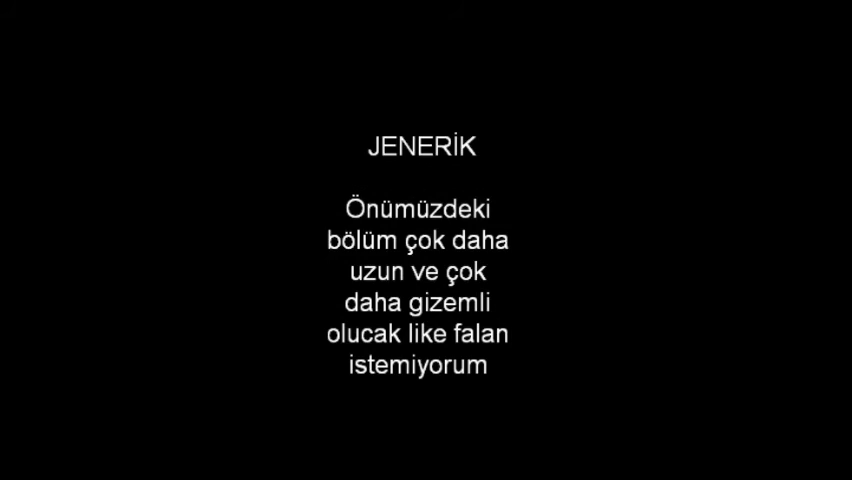 JENERİK
Önümüzdeki
bölüm çok daha
uzun ve çok
daha gizemli
olucak like falan
istemiyorum